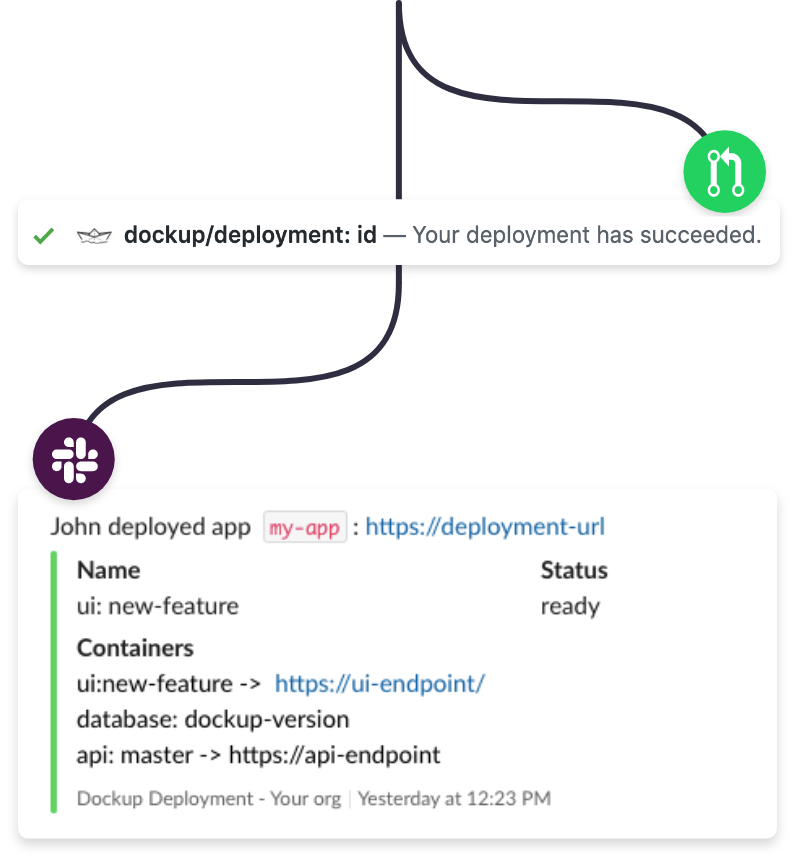 dockup/deployment: id — Your deployment has succeeded.
John deployed app my-app : https://deployment-url
Name Status
ui: new-feature ready
Containers
ui:new-feature -> https://ui-endpoint/
database: dockup-version
api: master -> https://api-endpoint
Dockup Deployment - Your org | Yesterday at 12:23 PM